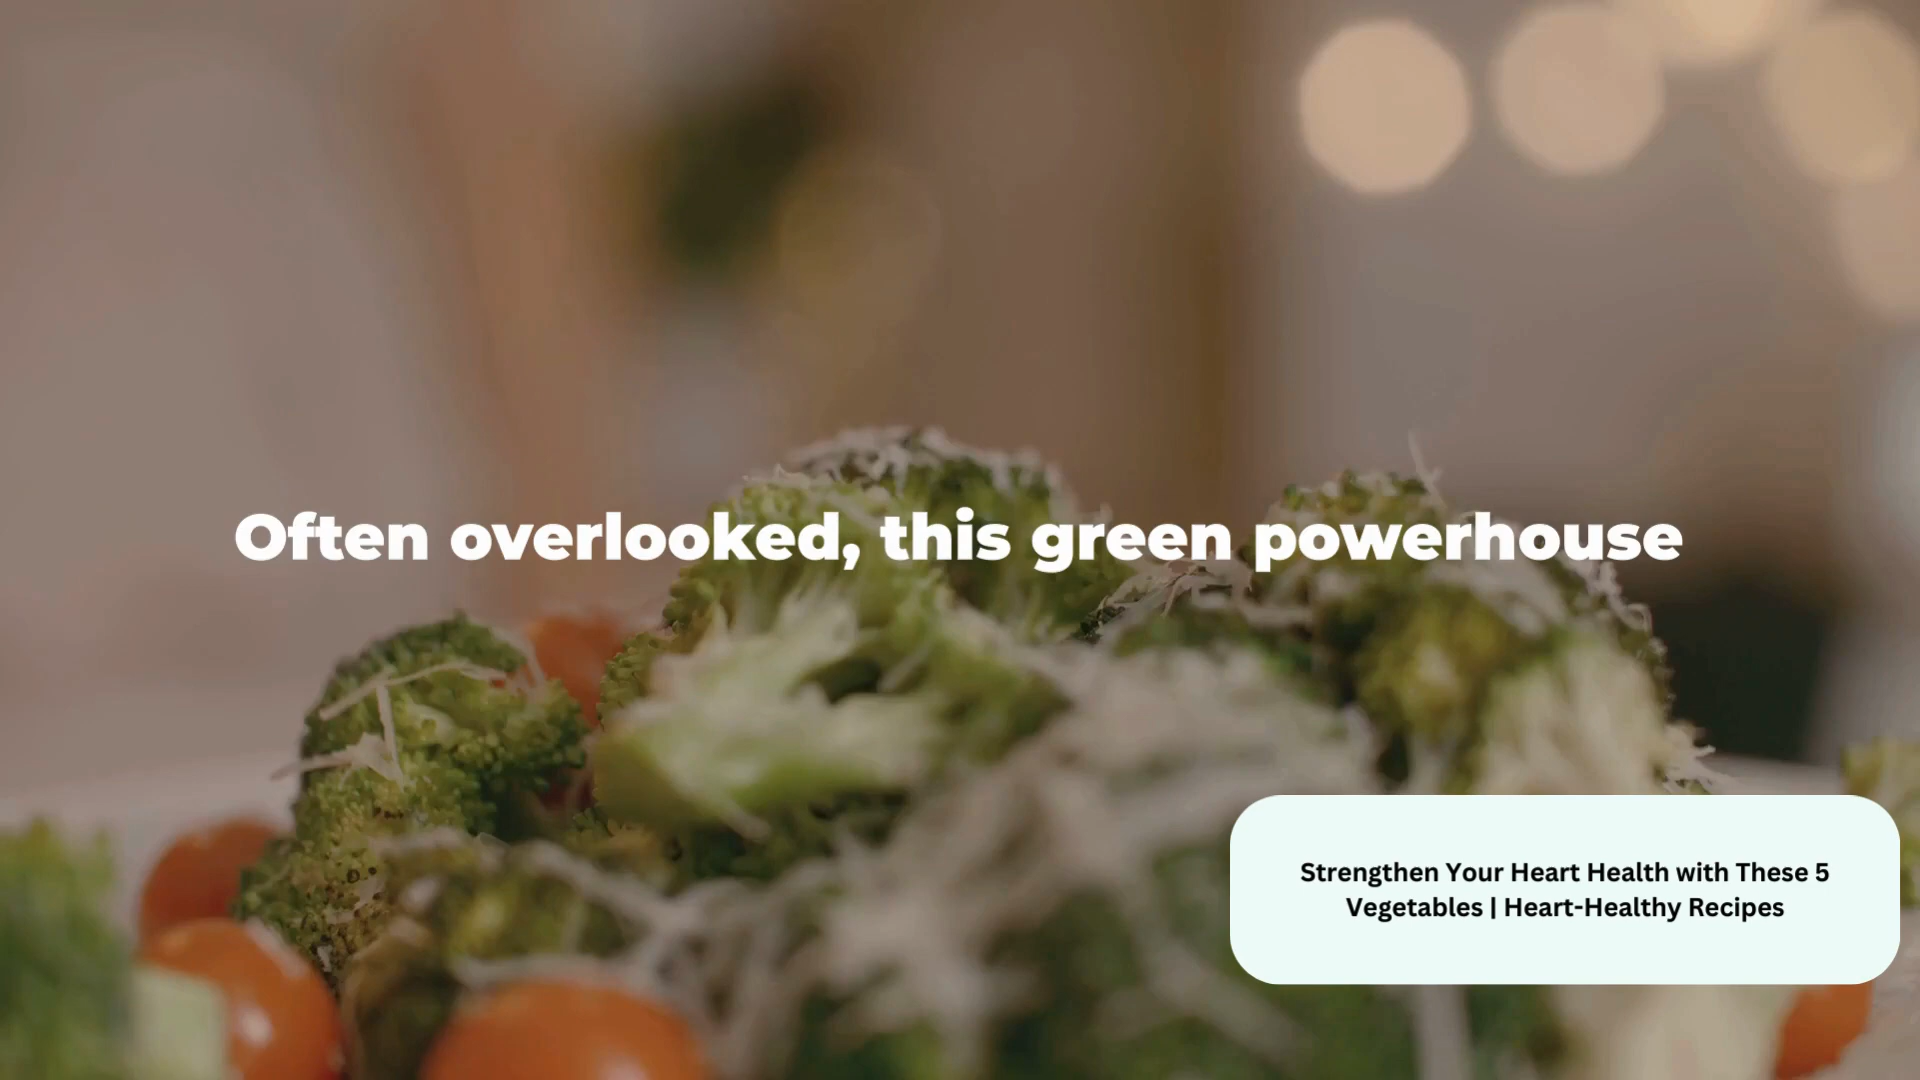 Often overlooked, this green powerhouse
Strengthen Your Heart Health with These 5
Vegetables | Heart-Healthy Recipes